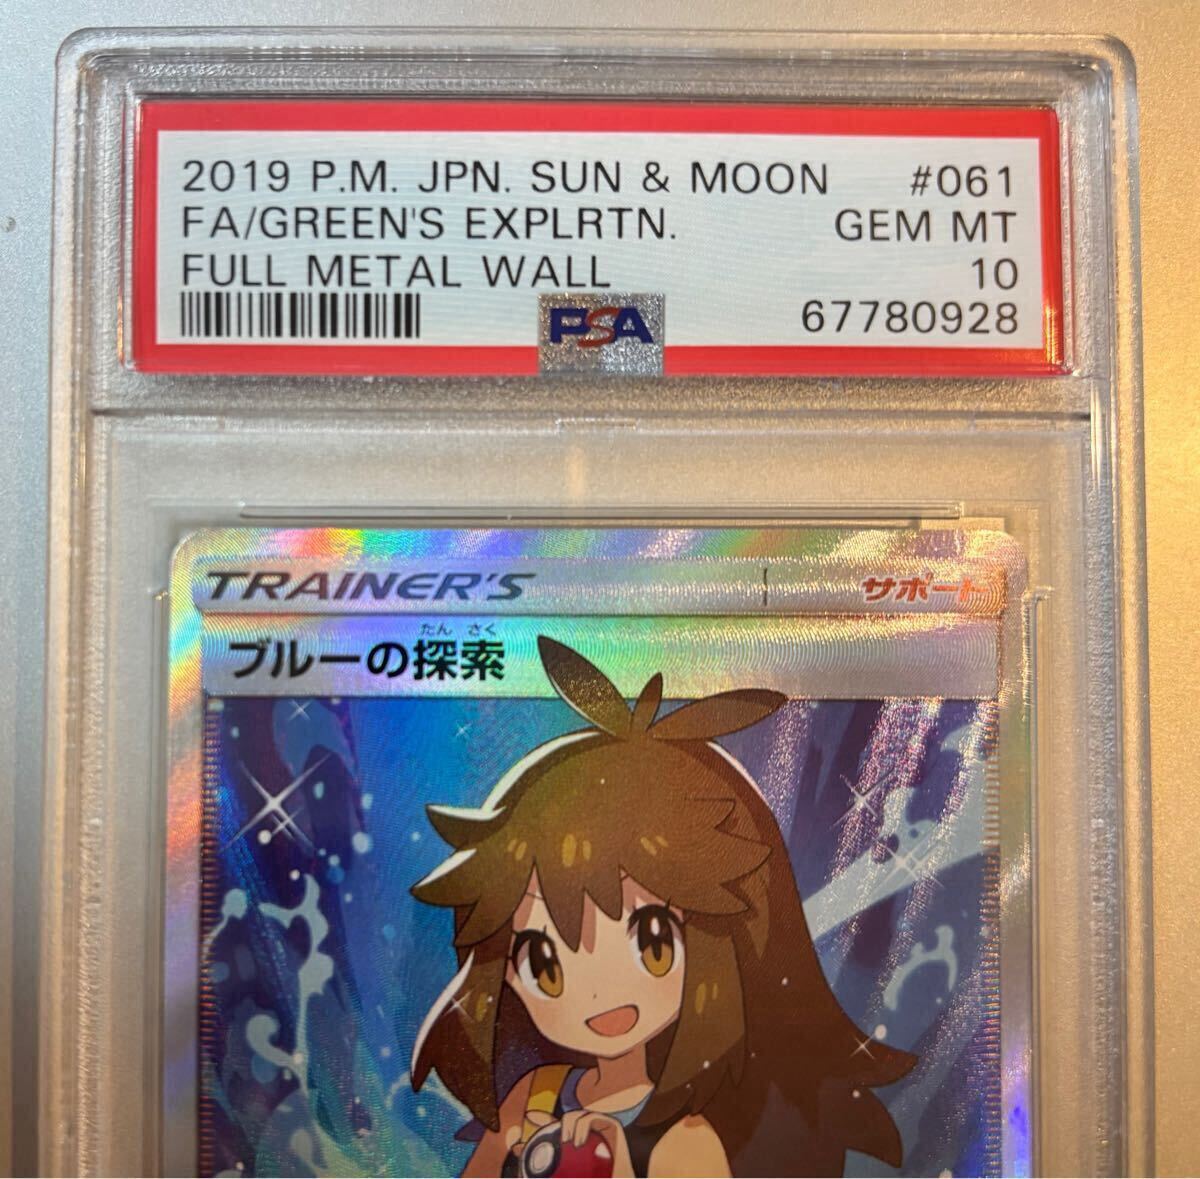 2019 P.M. JPN. SUN & MOON #061
FA/GREEN'S EXPLRTN. GEM MT
FULL METAL WALL 10
67780928
PSA
TRAINER'S サポート
たん さく
ブルーの探索